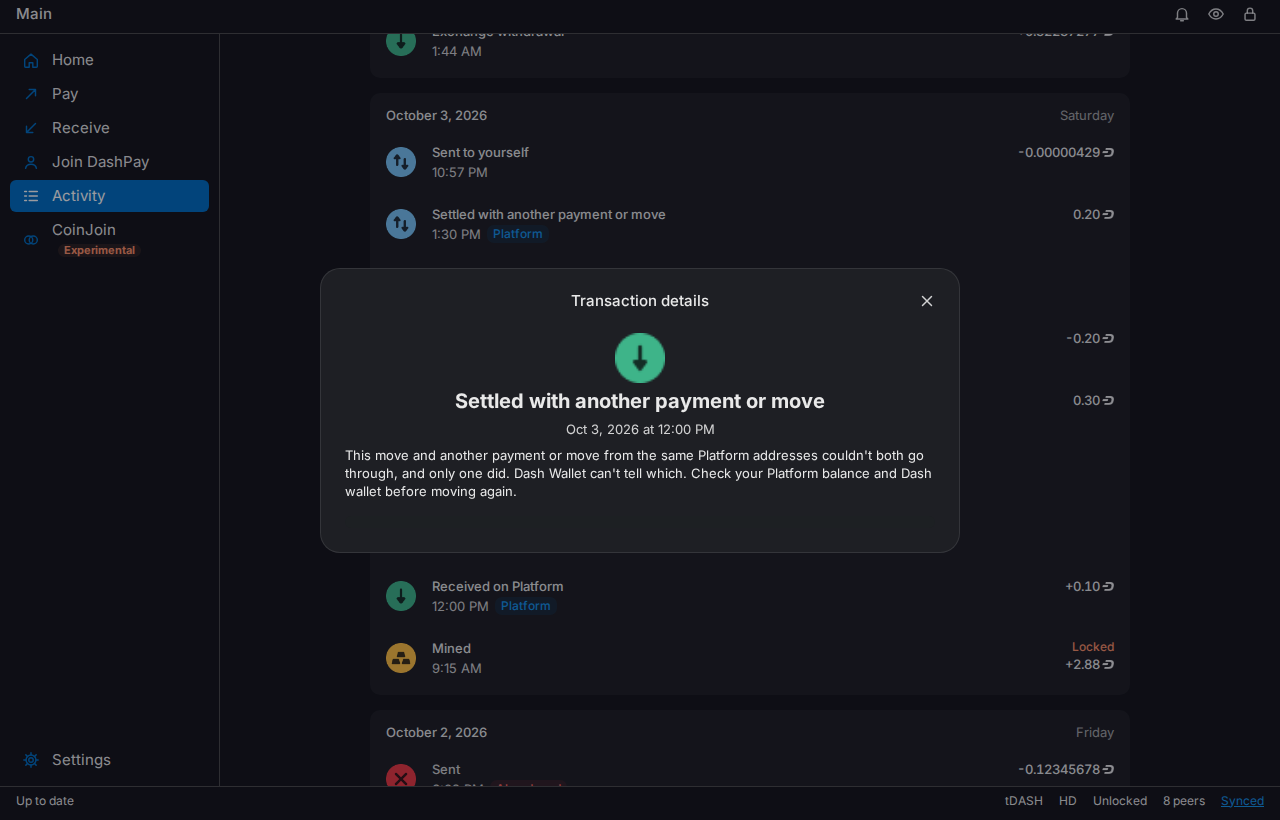 Main
Home
Pay
Receive
Join DashPay
Activity
CoinJoin
Experimental
Settings
1:44 AM
October 3, 2026 Saturday
Sent to yourself -0.00000429
10:57 PM
Settled with another payment or move 0.20
1:30 PM Platform
-0.20
0.30
Transaction details
Settled with another payment or move
Oct 3, 2026 at 12:00 PM
This move and another payment or move from the same Platform addresses couldn't both go
through, and only one did. Dash Wallet can't tell which. Check your Platform balance and Dash
wallet before moving again.
Received on Platform +0.10
12:00 PM Platform
Mined Locked
9:15 AM +2.88
October 2, 2026 Friday
Sent -0.12345678
Up to date tDASH HD Unlocked 8 peers Synced